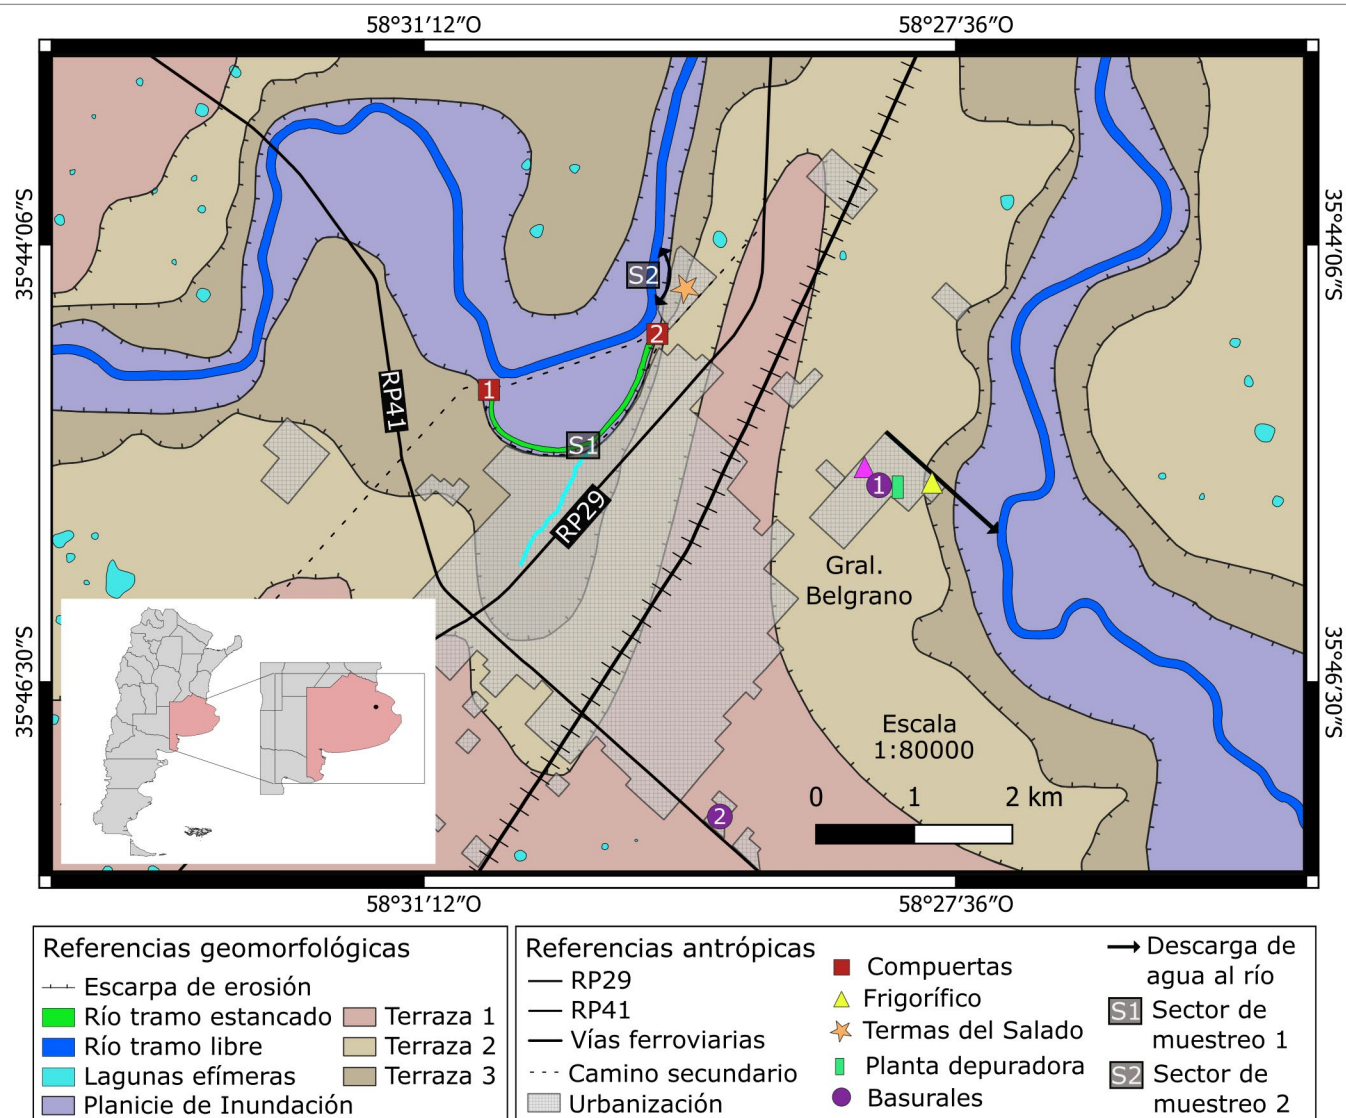 58°31′12″O
58°27′36″O
35°44′06″S
35°44′06″S
S2
2
1
RP41
S1
RP29
1
Gral.
Belgrano
35°46′30″S
35°46′30″S
Escala
1:80000
0 1 2 km
2
58°31′12″O
58°27′36″O
Referencias geomorfológicas
Escarpa de erosión
Río tramo estancado
Río tramo libre
Lagunas efímeras
Planicie de Inundación
Terraza 1
Terraza 2
Terraza 3
Referencias antrópicas
RP29
RP41
Vías ferroviarias
Camino secundario
Urbanización
Compuertas
Frigorífico
Termas del Salado
Planta depuradora
Basurales
Descarga de
agua al río
S1
Sector de
muestreo 1
S2
Sector de
muestreo 2